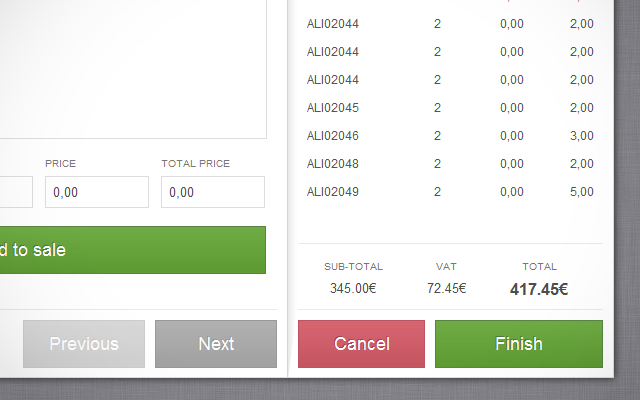 ALI02044 2 0,00 2,00
ALI02044 2 0,00 2,00
ALI02044 2 0,00 2,00
ALI02045 2 0,00 2,00
ALI02046 2 0,00 3,00
ALI02048 2 0,00 2,00
ALI02049 2 0,00 5,00
PRICE TOTAL PRICE
0,00 0,00
d to sale
SUB-TOTAL VAT TOTAL
345.00€ 72.45€ 417.45€
Previous Next Cancel Finish